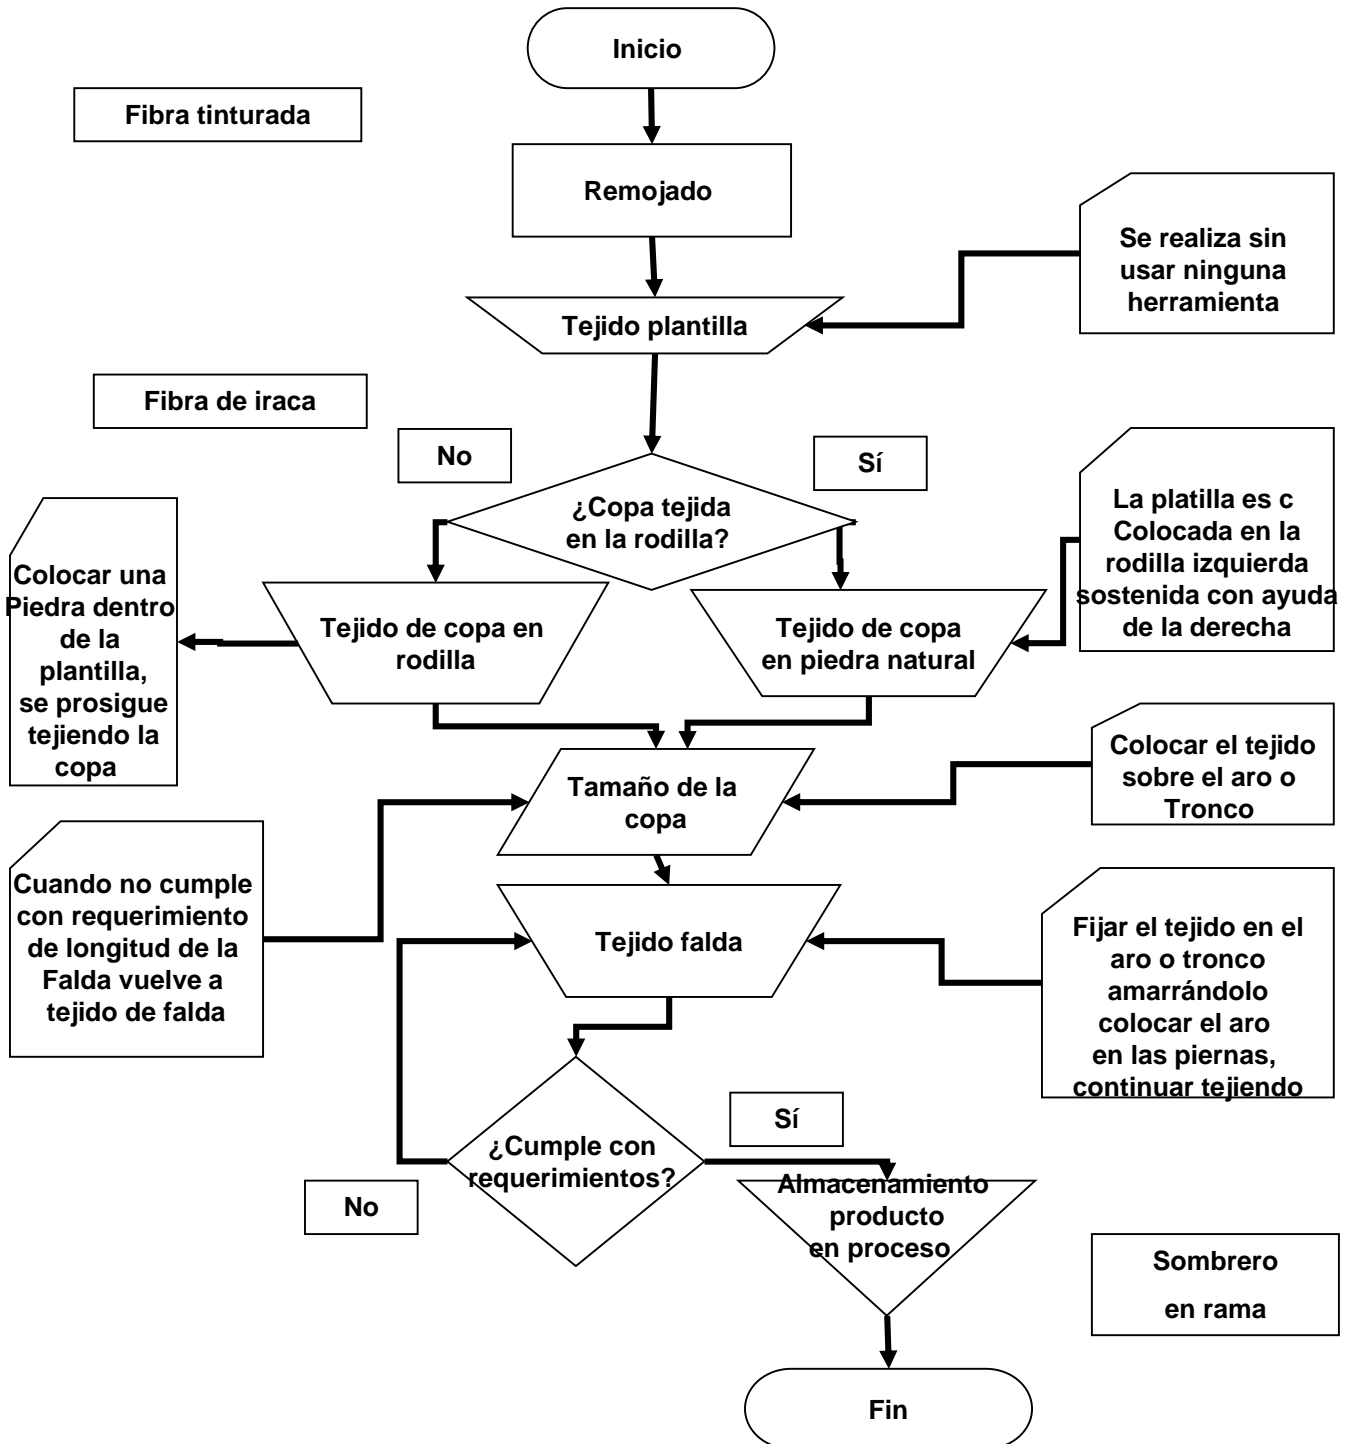 Inicio
Fibra tinturada
Remojado
Se realiza sin
usar ninguna
herramienta
Tejido plantilla
Fibra de iraca
No
Sí
¿Copa tejida
en la rodilla?
La platilla es c
Colocada en la
rodilla izquierda
sostenida con ayuda
de la derecha
Colocar una
Piedra dentro
de la
plantilla,
se prosigue
tejiendo la
copa
Tejido de copa en
rodilla
Tejido de copa
en piedra natural
Colocar el tejido
sobre el aro o
Tronco
Tamaño de la
copa
Cuando no cumple
con requerimiento
de longitud de la
Falda vuelve a
tejido de falda
Tejido falda
Fijar el tejido en el
aro o tronco
amarrándolo
colocar el aro
en las piernas,
continuar tejiendo
Sí
¿Cumple con
requerimientos?
No
Almacenamiento
producto
en proceso
Sombrero
en rama
Fin